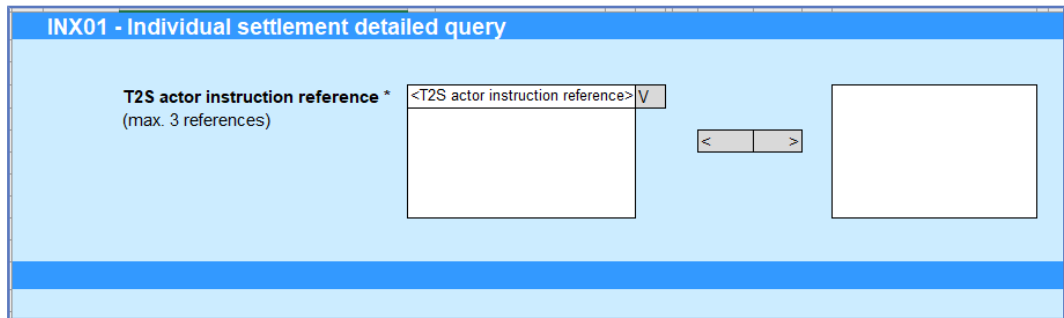 INX01 - Individual settlement detailed query
T2S actor instruction reference *
<T2S actor instruction reference> V
(max. 3 references)
< >